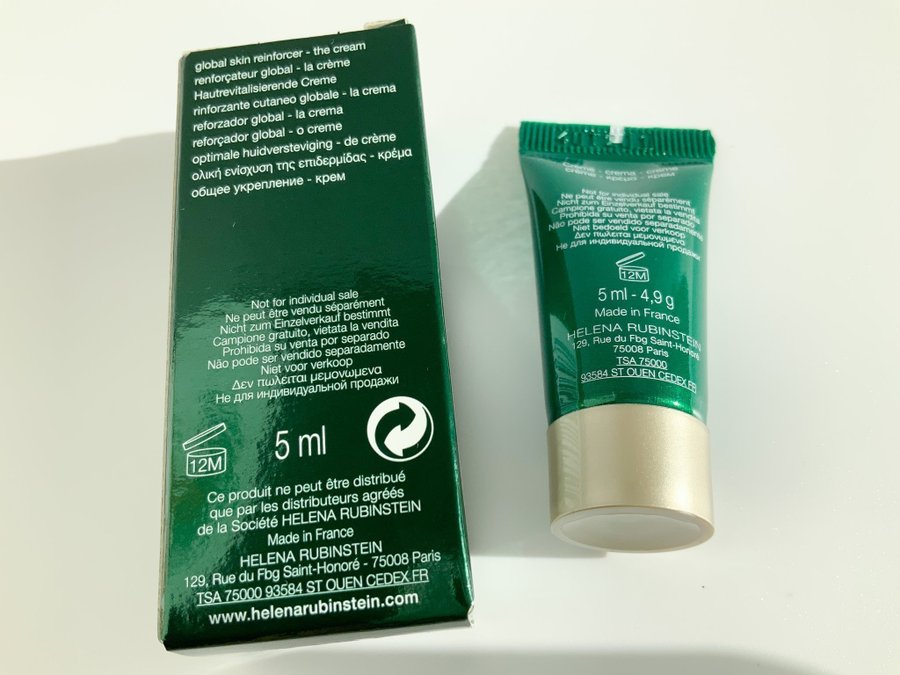 global skin reinforcer - the cream
renforçateur global - la crème
Hautrevitalisierende Creme
rinforzante cutaneo globale - la crema
reforzador global - la crema
reforçador global - o creme
optimale huidversteviging - de crème
ολική ενίσχυση της επιδερμίδας - κρέμα
общее укрепление - крем
Not for individual sale
Ne peut être vendu séparément
Nicht zum Einzelverkauf bestimmt
Campione gratuito, vietata la vendita
Prohibida su venta por separado
Não pode ser vendido separadamente
Niet voor verkoop
Δεν πωλείται μεμονωμένα
Не для индивидуальной продажи
12M
5 ml
Ce produit ne peut être distribué
que par les distributeurs agréés
de la Société HELENA RUBINSTEIN
Made in France
HELENA RUBINSTEIN
129, Rue du Fbg Saint-Honoré - 75008 Paris
TSA 75000 93584 ST OUEN CEDEX FR
www.helenarubinstein.com
crema - crème
crème - κρέμα - крем
Not for individual sale
Ne peut être vendu séparément
Nicht zum Einzelverkauf bestimmt
Campione gratuito, vietata la vendita
Prohibida su venta por separado
Não pode ser vendido separadamente
Niet bedoeld voor verkoop
Δεν πωλείται μεμονωμένα
Не для индивидуальной продажи
12M
5 ml - 4,9 g
Made in France
HELENA RUBINSTEIN
129, Rue du Fbg Saint-Honoré
75008 Paris
TSA 75000
93584 ST OUEN CEDEX FR